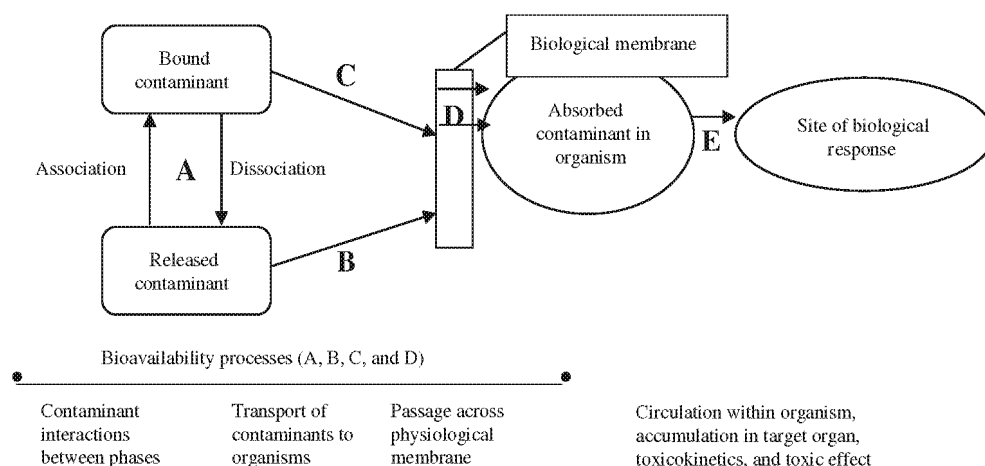 Bound
contaminant
C
Biological membrane
D
Absorbed
contaminant in
organism
E
Site of biological
response
Association
A
Dissociation
Released
contaminant
B
Bioavailability processes (A, B, C, and D)
Contaminant
interactions
between phases
Transport of
contaminants to
organisms
Passage across
physiological
membrane
Circulation within organism,
accumulation in target organ,
toxicokinetics, and toxic effect